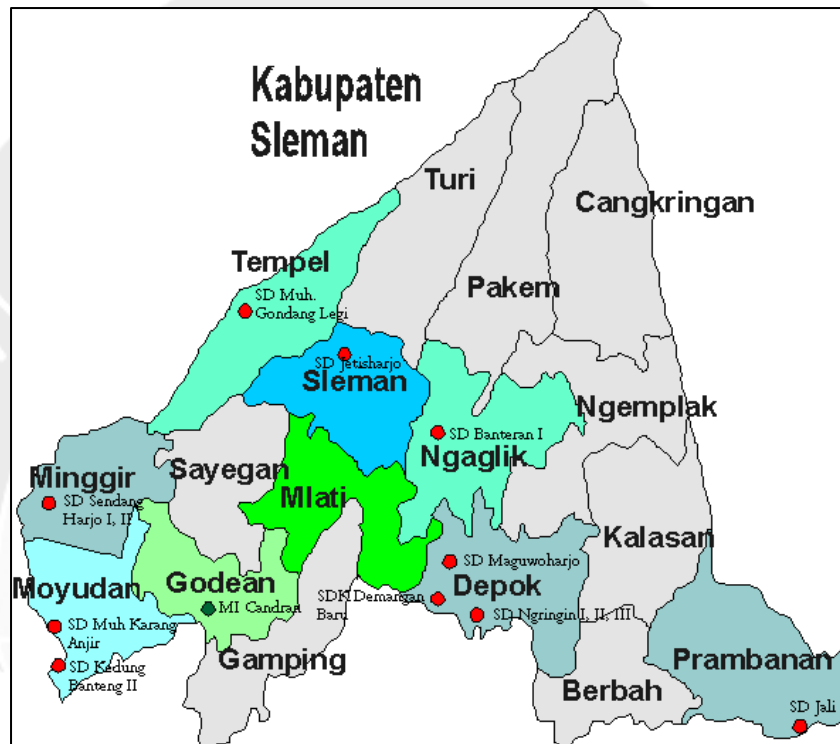 Kabupaten
Sleman
Turi
Cangkringan
Tempel
Pakem
SD Muh.
Gondang Legi
SD Jetisharjo
Sleman
Ngemplak
SD Banteran I
Ngaglik
Minggir
Sayegan
Mlati
SD Sendang
Harjo I, II
Kalasan
SD Maguwoharjo
Moyudan
Godean
Depok
SDK Demangan
Baru
MI Candran
SD Ngringin I, II, III
SD Muh Karang
Anjir
Gamping
Prambanan
SD Kedung
Banteng II
Berbah
SD Jali